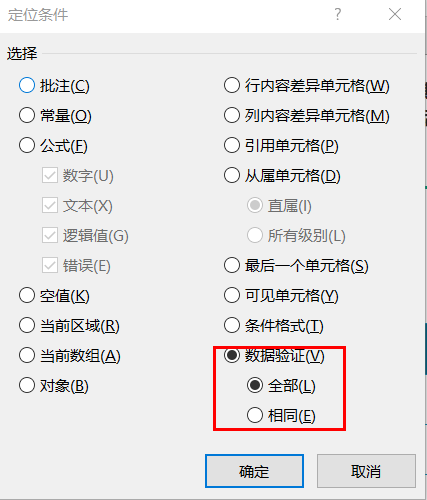 定位条件
?
选择
批注(C)
常量(O)
公式(F)
数字(U)
文本(X)
逻辑值(G)
错误(E)
空值(K)
当前区域(R)
当前数组(A)
对象(B)
行内容差异单元格(W)
列内容差异单元格(M)
引用单元格(P)
从属单元格(D)
直属(I)
所有级别(L)
最后一个单元格(S)
可见单元格(Y)
条件格式(T)
数据验证(V)
全部(L)
相同(E)
确定
取消